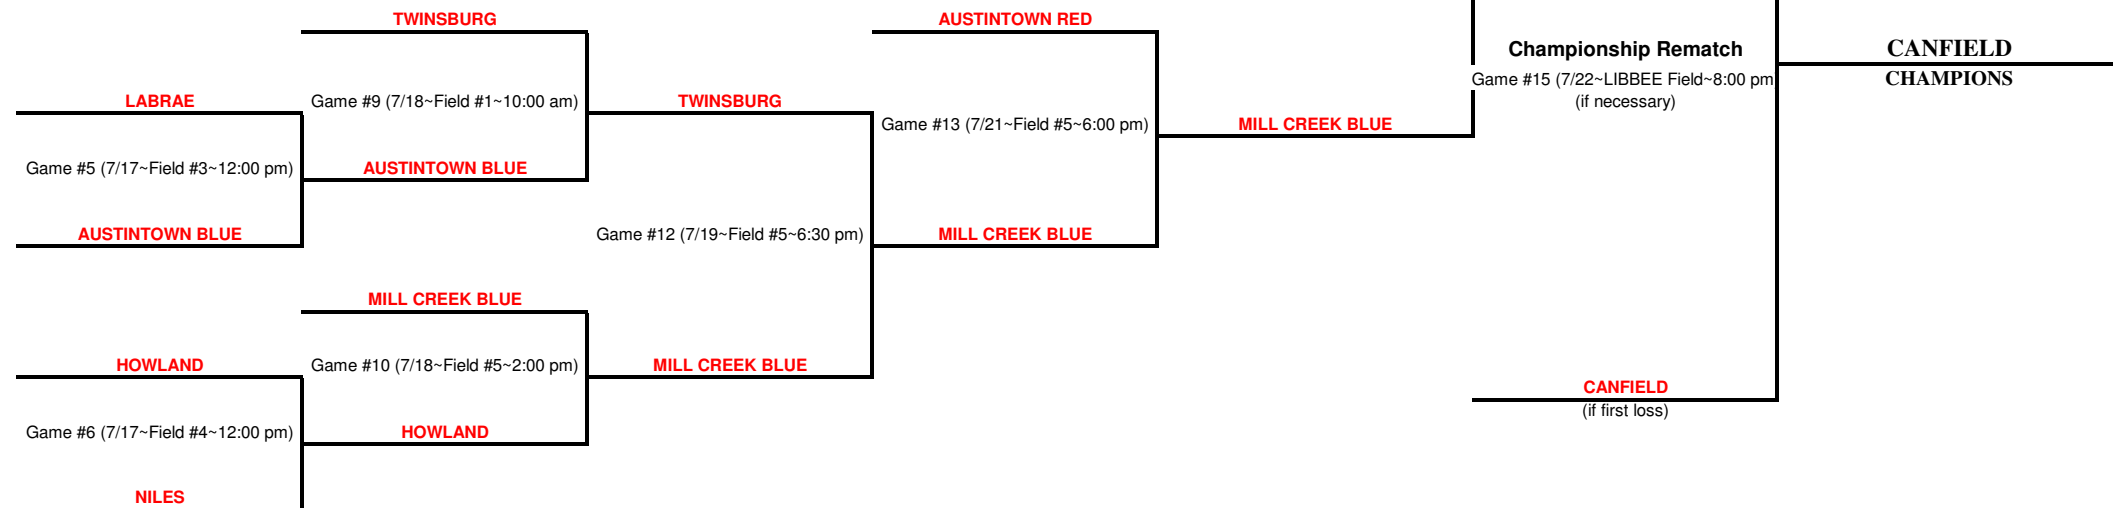 TWINSBURG
AUSTINTOWN RED
Championship Rematch
CANFIELD
Game #15 (7/22~LIBBEE Field~8:00 pm
CHAMPIONS
(if necessary)
LABRAE
Game #9 (7/18~Field #1~10:00 am)
TWINSBURG
Game #13 (7/21~Field #5~6:00 pm)
MILL CREEK BLUE
Game #5 (7/17~Field #3~12:00 pm)
AUSTINTOWN BLUE
AUSTINTOWN BLUE
Game #12 (7/19~Field #5~6:30 pm)
MILL CREEK BLUE
MILL CREEK BLUE
HOWLAND
Game #10 (7/18~Field #5~2:00 pm)
MILL CREEK BLUE
CANFIELD
(if first loss)
Game #6 (7/17~Field #4~12:00 pm)
HOWLAND
NILES